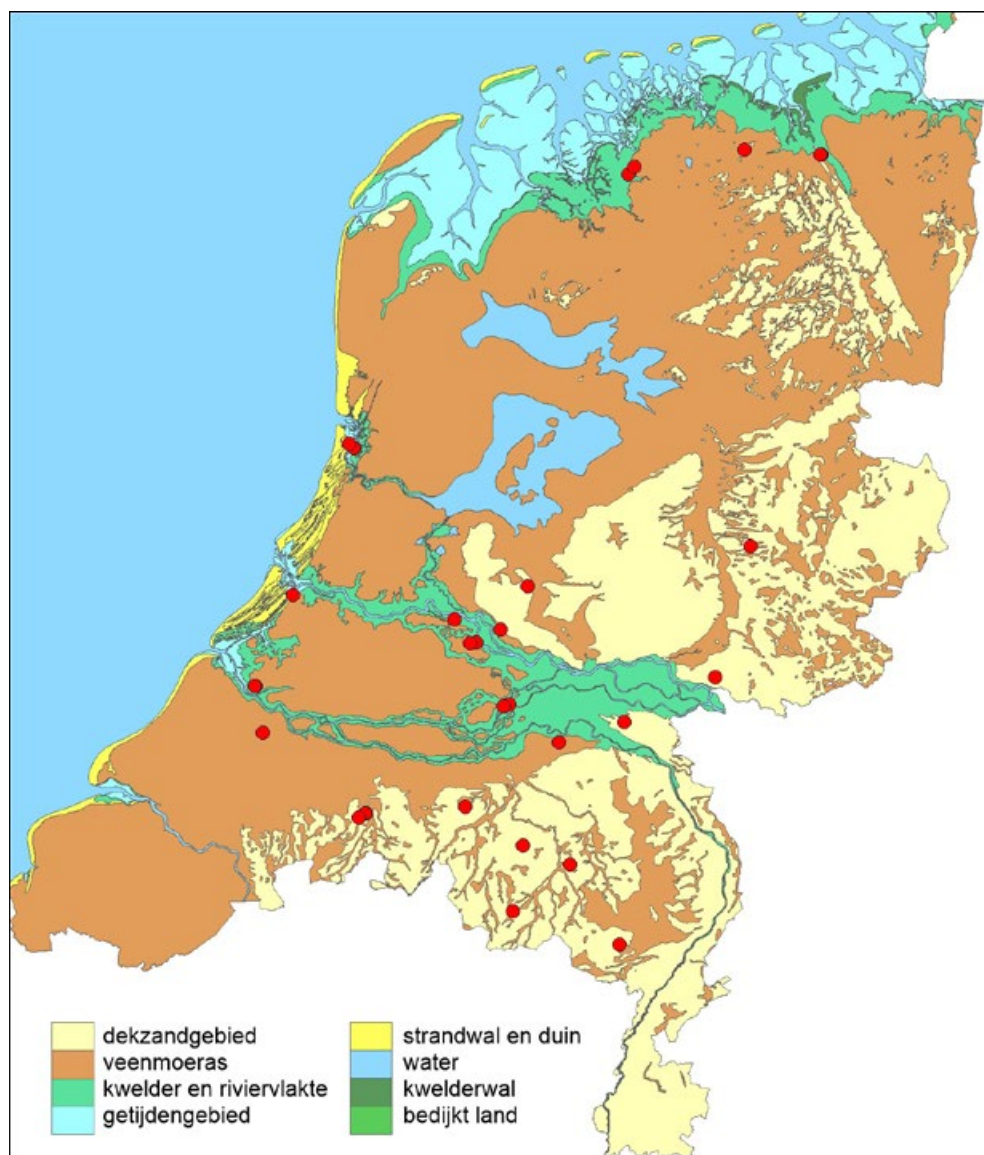 dekzandgebied
veenmoeras
kwelder en riviervlakte
getijdengebied
strandwal en duin
water
kwelderwal
bedijkt land